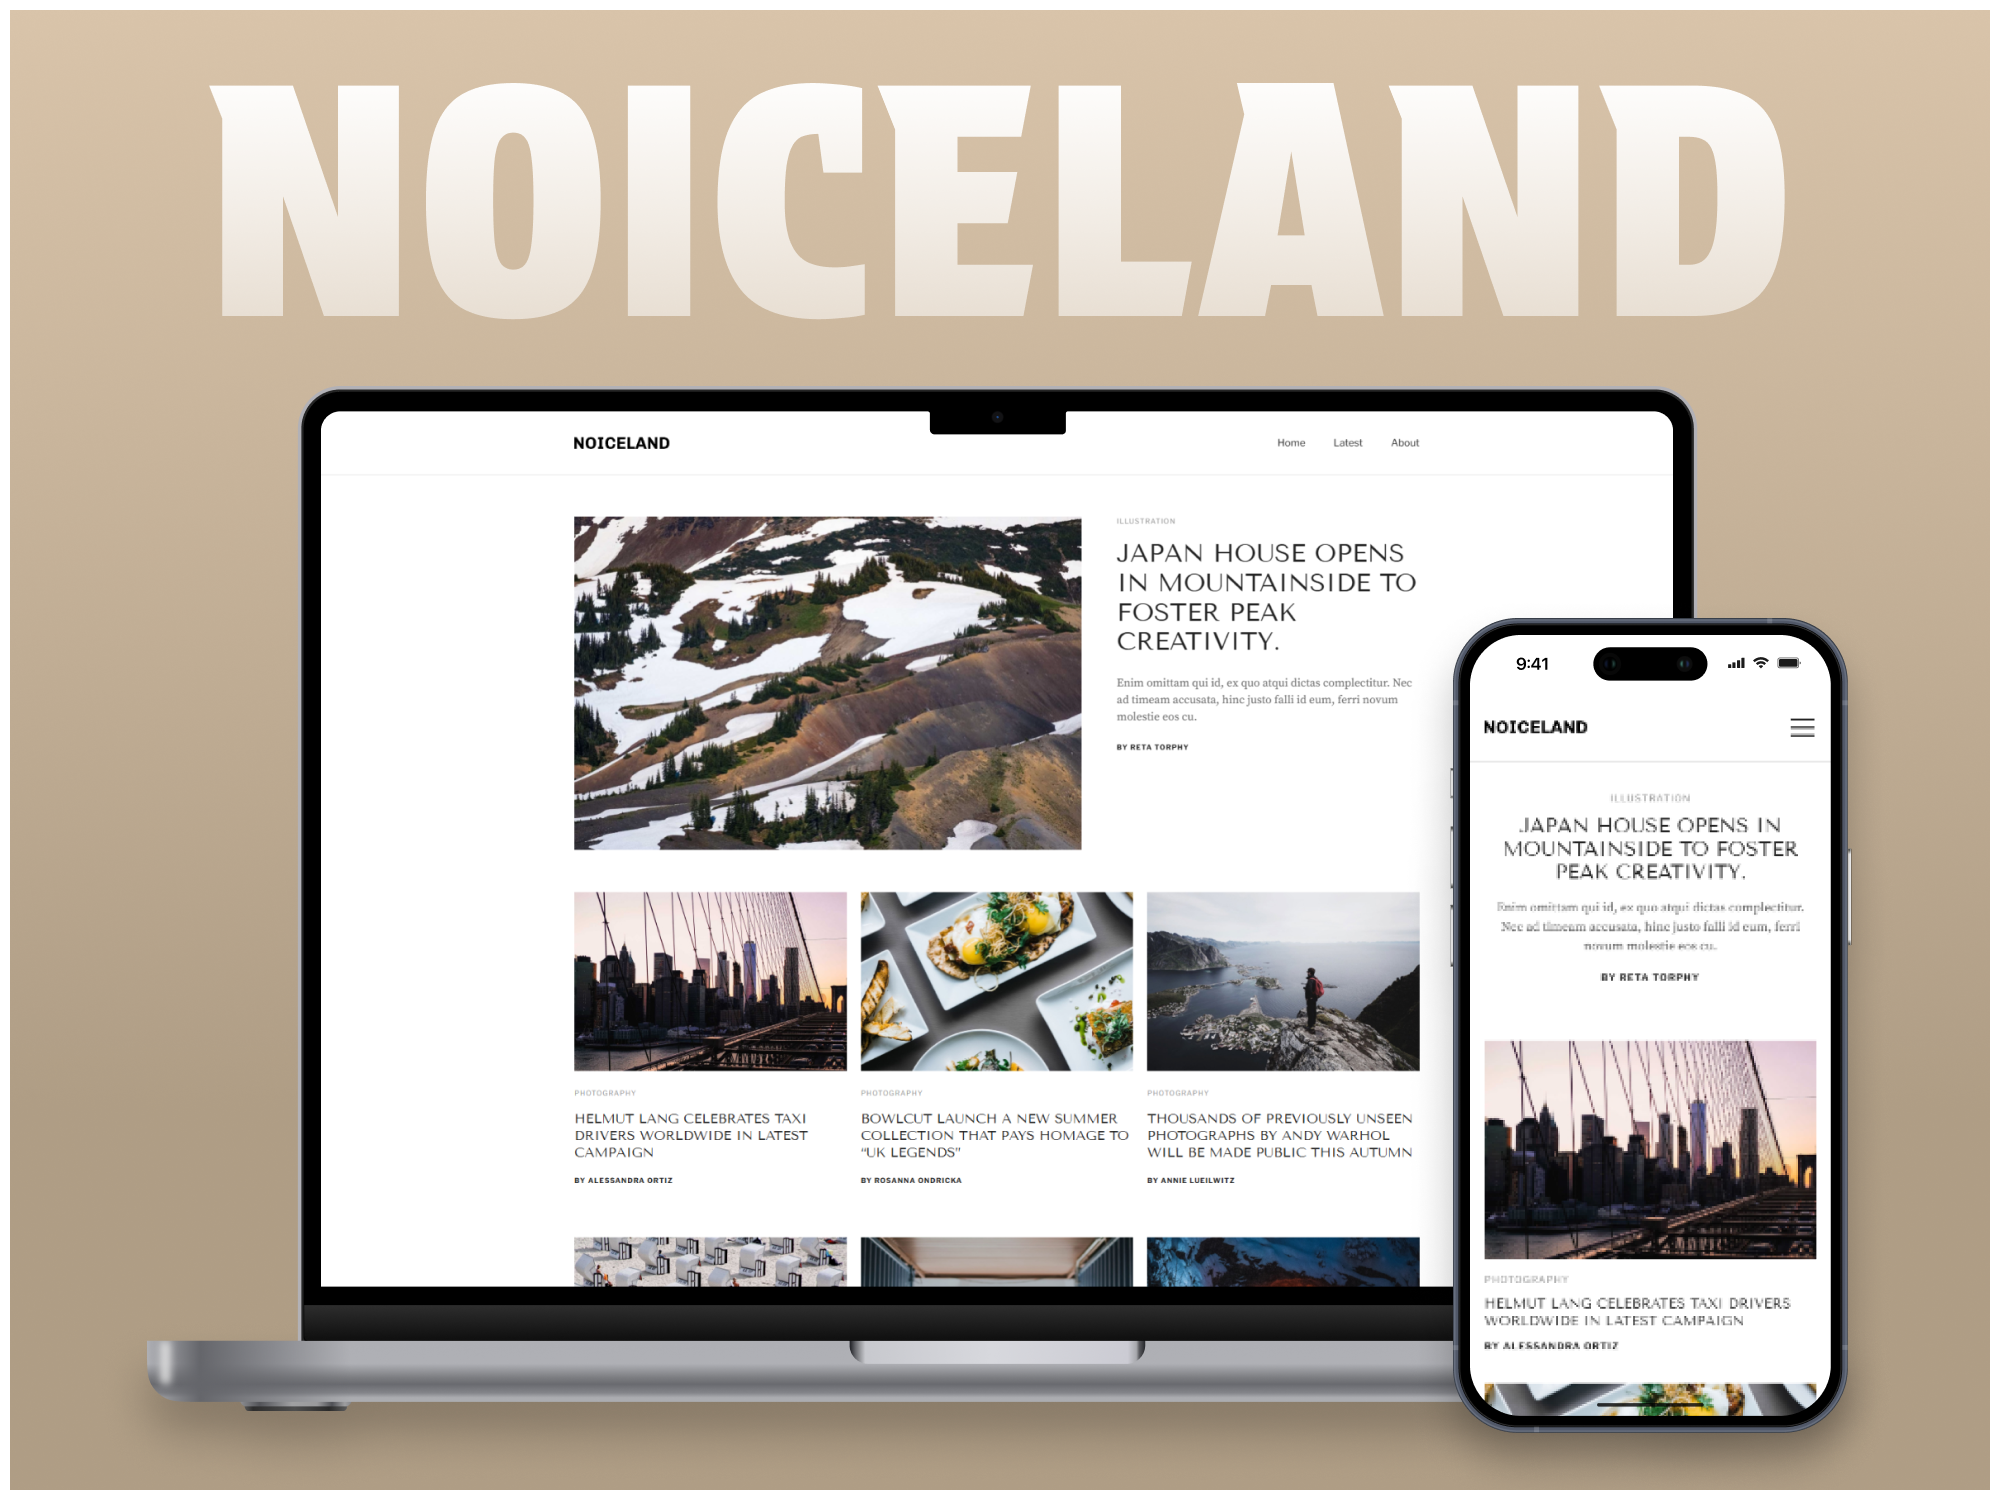 NOICELAND
NOICELAND
Home Latest About
ILLUSTRATION
JAPAN HOUSE OPENS
IN MOUNTAINSIDE TO
FOSTER PEAK
CREATIVITY.
Enim omittam qui id, ex quo atqui dictas complectitur. Nec
ad timeam accusata, hinc justo falli id eum, ferri novum
molestie eos cu.
BY RETA TORPHY
PHOTOGRAPHY
HELMUT LANG CELEBRATES TAXI
DRIVERS WORLDWIDE IN LATEST
CAMPAIGN
BY ALESSANDRA ORTIZ
PHOTOGRAPHY
BOWLCUT LAUNCH A NEW SUMMER
COLLECTION THAT PAYS HOMAGE TO
“UK LEGENDS”
BY ROSANNA ONDRICKA
PHOTOGRAPHY
THOUSANDS OF PREVIOUSLY UNSEEN
PHOTOGRAPHS BY ANDY WARHOL
WILL BE MADE PUBLIC THIS AUTUMN
BY ANNIE LUEILWITZ
9:41
NOICELAND
ILLUSTRATION
JAPAN HOUSE OPENS IN
MOUNTAINSIDE TO FOSTER
PEAK CREATIVITY.
Enim omittam qui id, ex quo atqui dictas complectitur.
Nec ad timeam accusata, hinc justo falli id eum, ferri
novum molestie eos cu.
BY RETA TORPHY
PHOTOGRAPHY
HELMUT LANG CELEBRATES TAXI DRIVERS
WORLDWIDE IN LATEST CAMPAIGN
BY ALESSANDRA ORTIZ